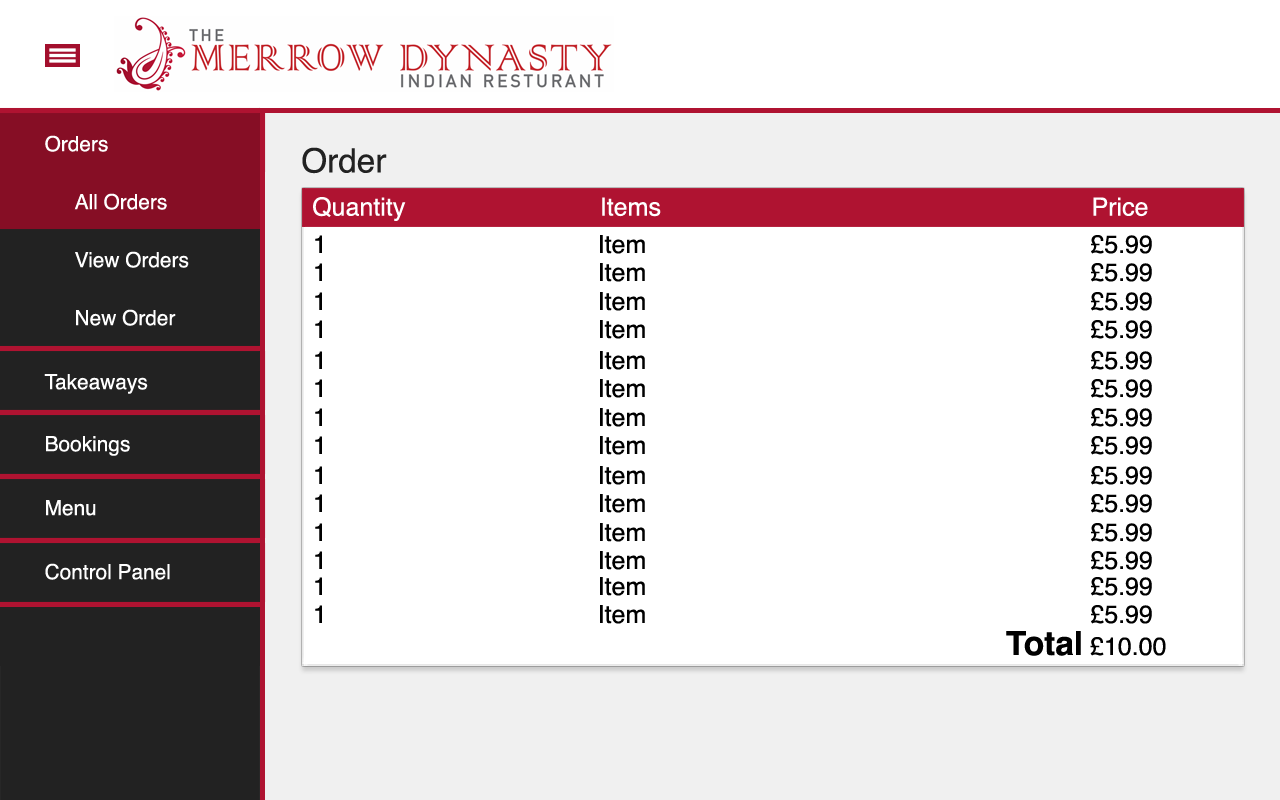 THE
MERROW DYNASTY
INDIAN RESTURANT
Orders
All Orders
View Orders
New Order
Takeaways
Bookings
Menu
Control Panel
Order
Quantity Items Price
1 Item £5.99
1 Item £5.99
1 Item £5.99
1 Item £5.99
1 Item £5.99
1 Item £5.99
1 Item £5.99
1 Item £5.99
1 Item £5.99
1 Item £5.99
1 Item £5.99
1 Item £5.99
1 Item £5.99
1 Item £5.99
Total £10.00